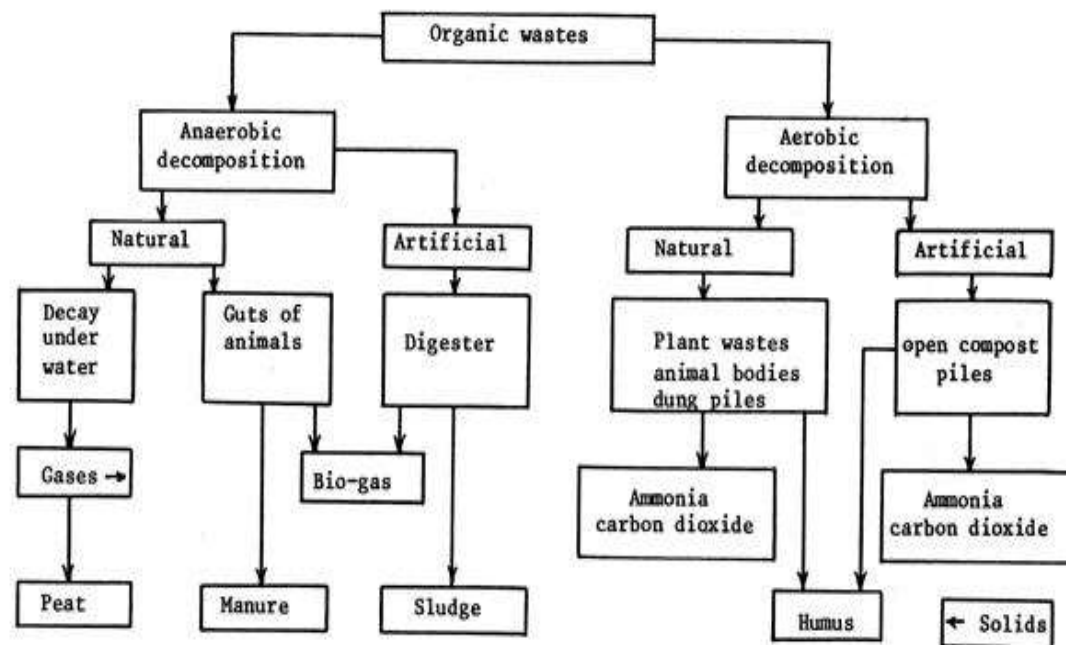 Organic wastes
Anaerobic
decomposition
Aerobic
decomposition
Natural
Artificial
Natural
Artificial
Decay
under
water
Guts of
animals
Digester
Plant wastes
animal bodies
dung piles
open compost
piles
Gases →
Bio-gas
Ammonia
carbon dioxide
Ammonia
carbon dioxide
Peat
Manure
Sludge
Humus
← Solids